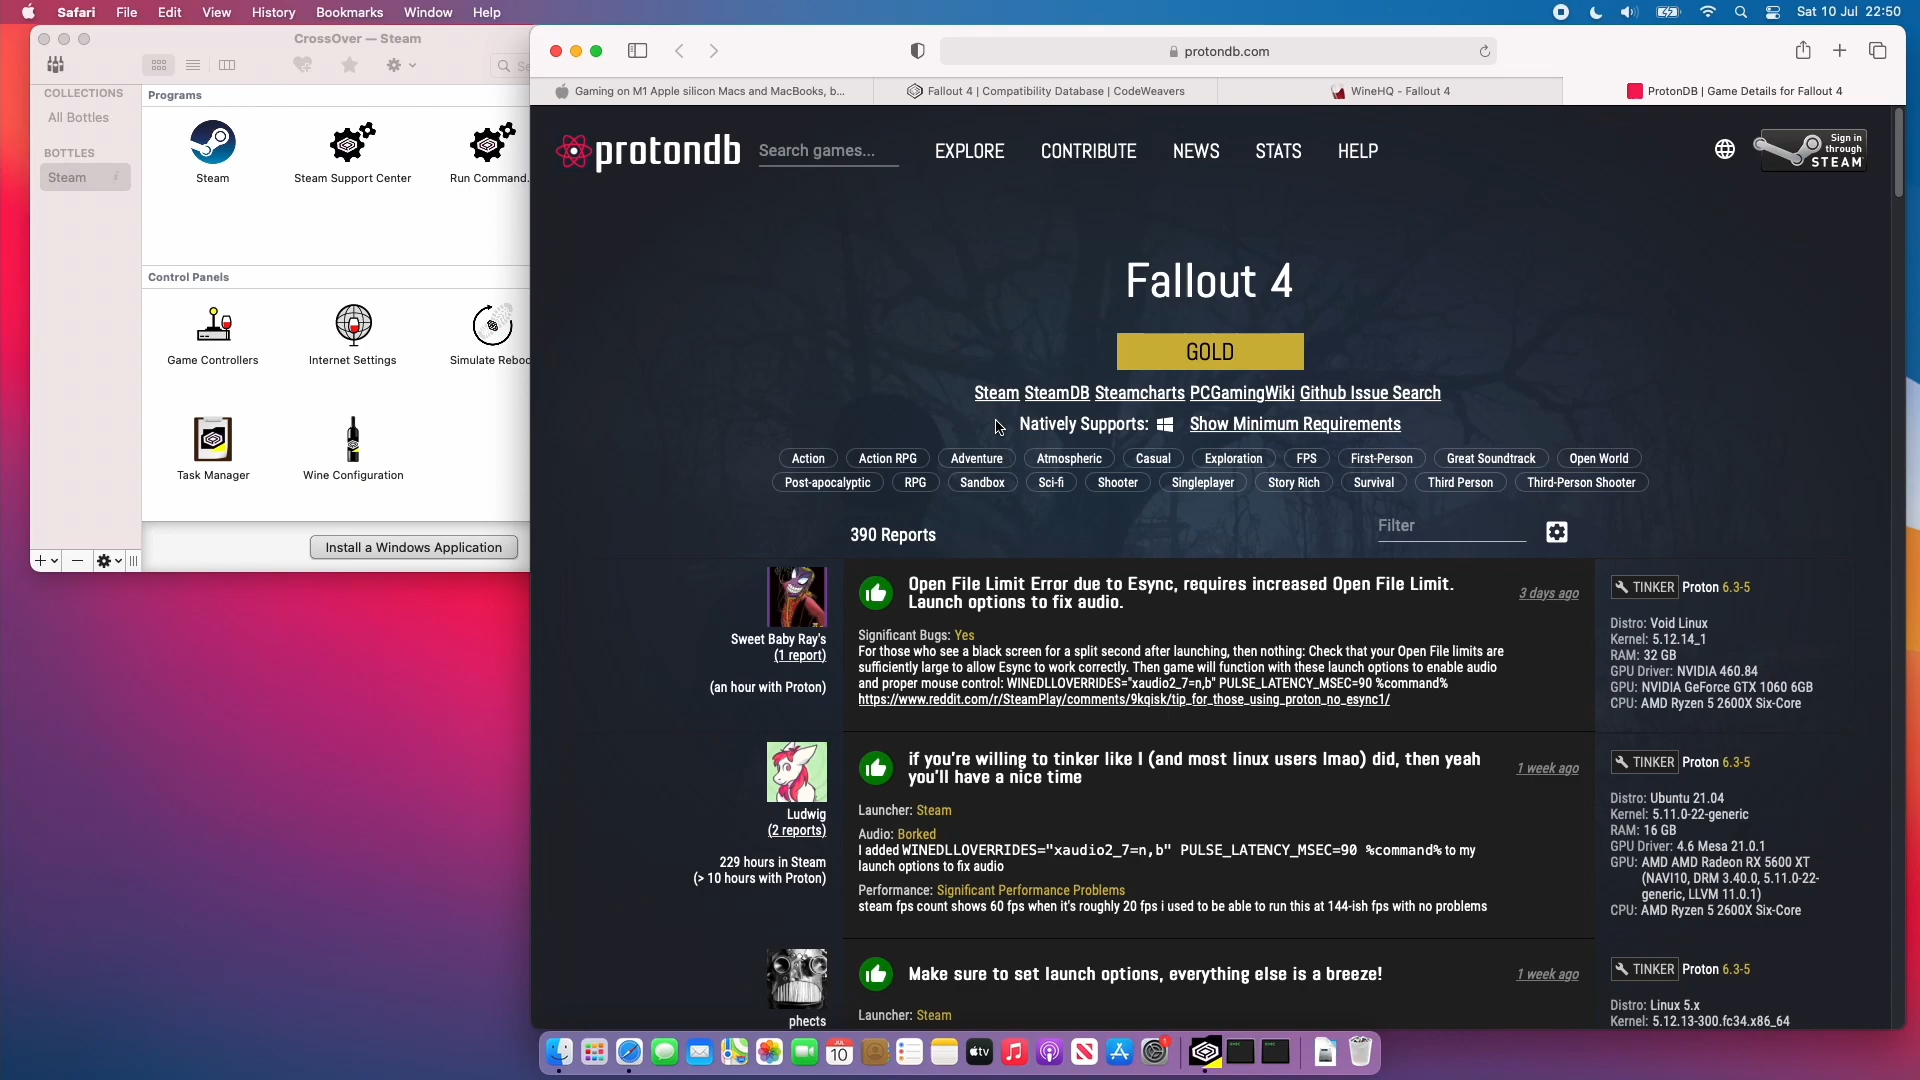 Safari File Edit View History Bookmarks Window Help
Sat 10 Jul 22:50
CrossOver — Steam
Se
COLLECTIONS
All Bottles
BOTTLES
Steam
Programs
Steam
Steam Support Center
Run Command.
Control Panels
Game Controllers
Internet Settings
Simulate Reboo
Task Manager
Wine Configuration
Install a Windows Application
protondb.com
Gaming on M1 Apple silicon Macs and MacBooks, b...
Fallout 4 | Compatibility Database | CodeWeavers
WineHQ - Fallout 4
ProtonDB | Game Details for Fallout 4
protondb
Search games...
EXPLORE CONTRIBUTE NEWS STATS HELP
Sign in
through
STEAM
Fallout 4
GOLD
Steam SteamDB Steamcharts PCGamingWiki Github Issue Search
Natively Supports: Show Minimum Requirements
Action Action RPG Adventure Atmospheric Casual Exploration FPS First-Person Great Soundtrack Open World
Post-apocalyptic RPG Sandbox Sci-fi Shooter Singleplayer Story Rich Survival Third Person Third-Person Shooter
390 Reports
Filter
Sweet Baby Ray's
(1 report)
(an hour with Proton)
Open File Limit Error due to Esync, requires increased Open File Limit.
Launch options to fix audio.
3 days ago
Significant Bugs: Yes
For those who see a black screen for a split second after launching, then nothing: Check that your Open File limits are
sufficiently large to allow Esync to work correctly. Then game will function with these launch options to enable audio
and proper mouse control: WINEDLLOVERRIDES="xaudio2_7=n,b" PULSE_LATENCY_MSEC=90 %command%
https://www.reddit.com/r/SteamPlay/comments/9kqisk/tip_for_those_using_proton_no_esync1/
TINKER Proton 6.3-5
Distro: Void Linux
Kernel: 5.12.14_1
RAM: 32 GB
GPU Driver: NVIDIA 460.84
GPU: NVIDIA GeForce GTX 1060 6GB
CPU: AMD Ryzen 5 2600X Six-Core
Ludwig
(2 reports)
229 hours in Steam
(> 10 hours with Proton)
if you're willing to tinker like I (and most linux users lmao) did, then yeah
you'll have a nice time
1 week ago
Launcher: Steam
Audio: Borked
I added WINEDLLOVERRIDES="xaudio2_7=n,b" PULSE_LATENCY_MSEC=90 %command% to my
launch options to fix audio
Performance: Significant Performance Problems
steam fps count shows 60 fps when it's roughly 20 fps i used to be able to run this at 144-ish fps with no problems
TINKER Proton 6.3-5
Distro: Ubuntu 21.04
Kernel: 5.11.0-22-generic
RAM: 16 GB
GPU Driver: 4.6 Mesa 21.0.1
GPU: AMD AMD Radeon RX 5600 XT
(NAVI10, DRM 3.40.0, 5.11.0-22-
generic, LLVM 11.0.1)
CPU: AMD Ryzen 5 2600X Six-Core
phects
Make sure to set launch options, everything else is a breeze!
1 week ago
Launcher: Steam
TINKER Proton 6.3-5
Distro: Linux 5.x
Kernel: 5.12.13-300.fc34.x86_64
JUL
10
tv
1